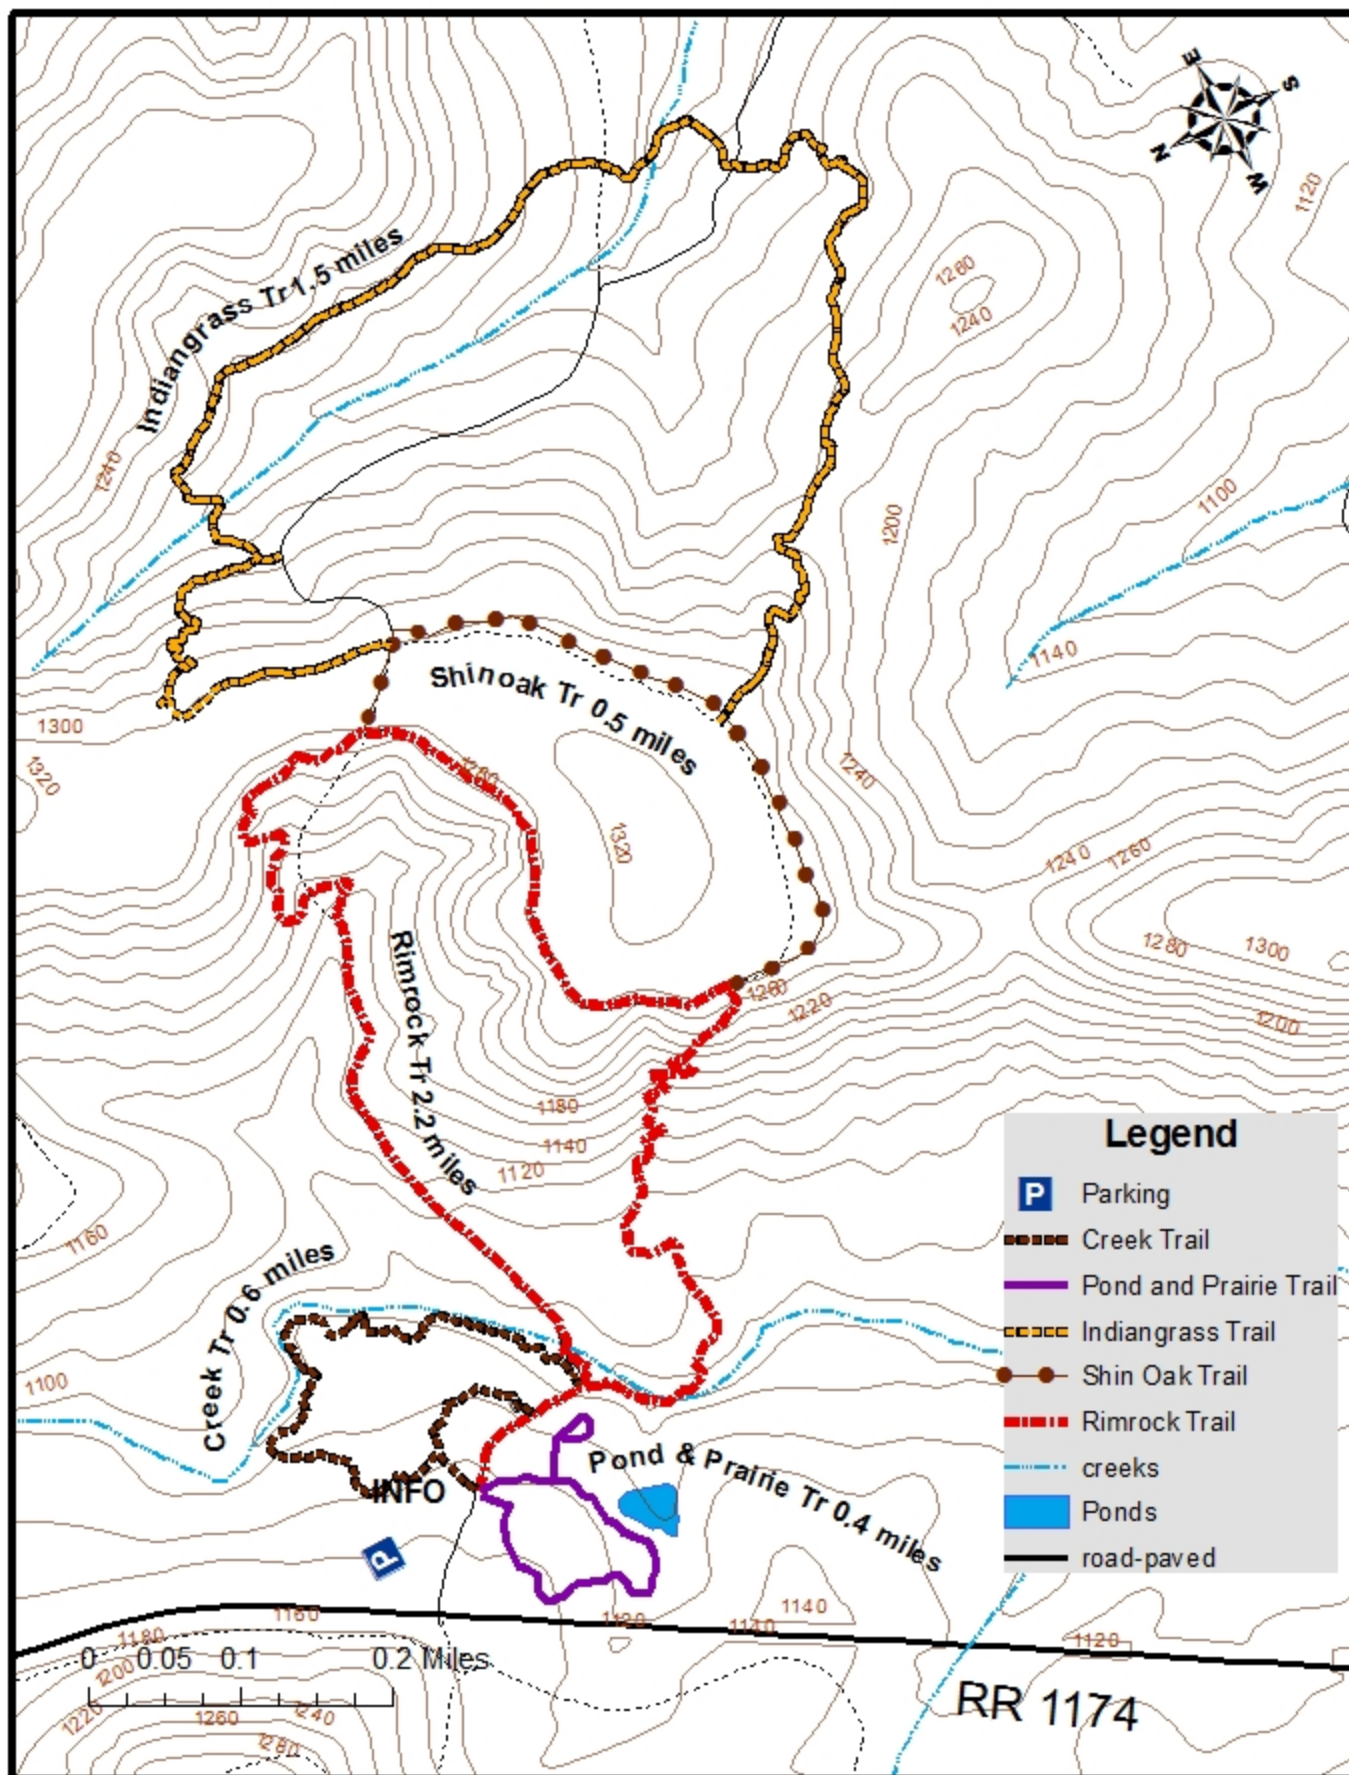 E
S
N
W
1120
1260
1240
Indiangrass Tr1.5 miles
1240
1200
1100
1140
Shinoak Tr 0.5 miles
1300
1320
1280
1240
1320
1240
1260
1280
1300
1260
1220
1200
Rimrock Tr 2.2 miles
1180
1140
1120
1160
Creek Tr 0.6 miles
1100
INFO
Pond & Prairie Tr 0.4 miles
P
Legend
P Parking
Creek Trail
Pond and Prairie Trail
Indiangrass Trail
Shin Oak Trail
Rimrock Trail
creeks
Ponds
road-paved
1160
1120
1140
1140
1120
1180
0 0.05 0.1 0.2 Miles
1200
1220
1260
1240
1280
RR 1174